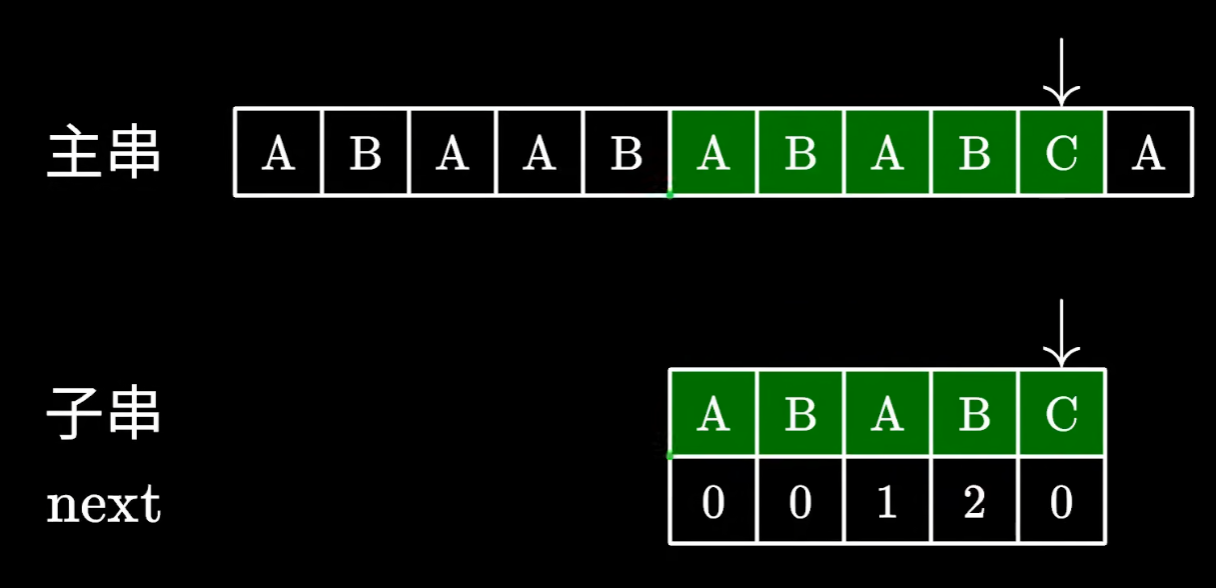 主串 A B A A B A B A B C A
子串 A B A B C
next 0 0 1 2 0